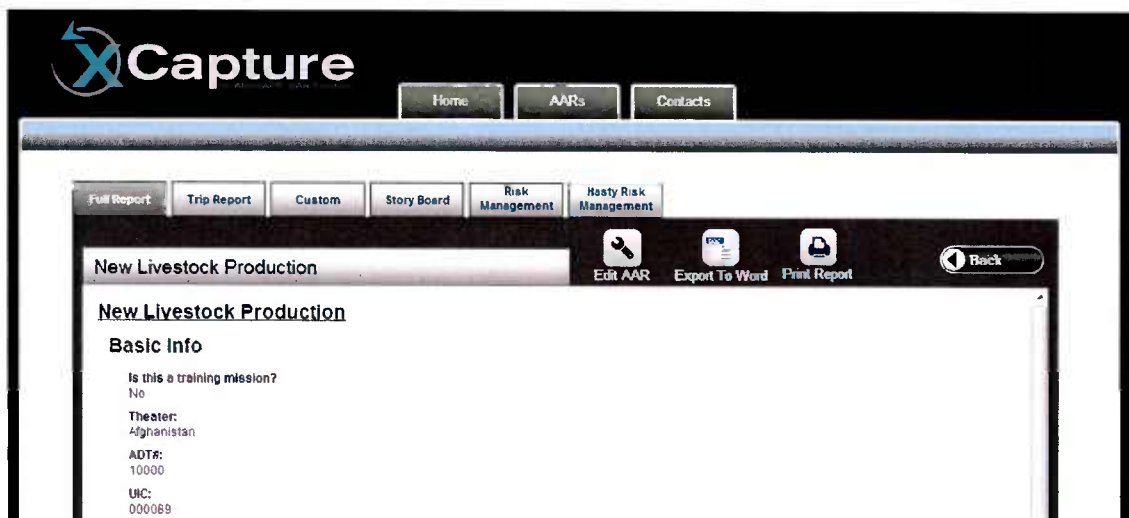 XCapture
Home
AARs
Contacts
Full Report
Trip Report
Custom
Story Board
Risk
Management
Hasty Risk
Management
New Livestock Production
DOC
Edit AAR
Export To Word
Print Report
Back
New Livestock Production
Basic Info
Is this a training mission?
No
Theater:
Afghanistan
ADT#:
10000
UIC:
000089